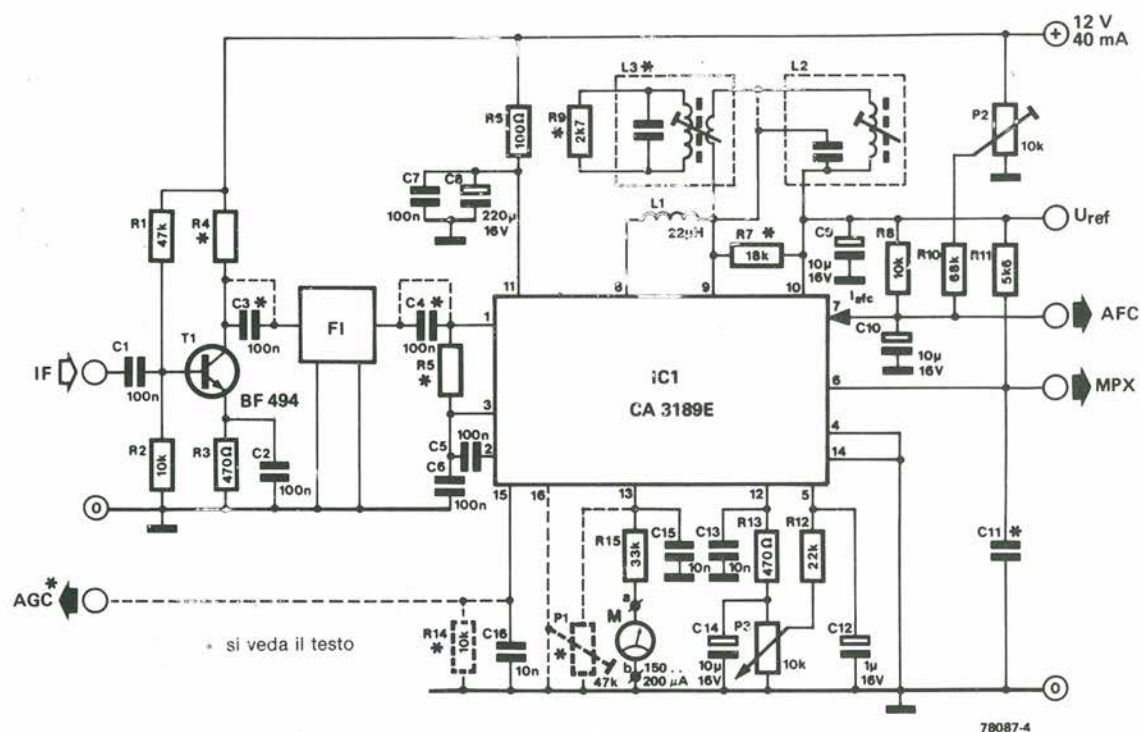 12 V
40 mA
L3*
L2
R5
100Ω
R9
*
2k7
P2
10k
C7
100n
C8
220µ
16V
L1
22µH
R1
47k
R4
*
R7 *
18k
C9
10µ
16V
R8
10k
R10
68k
R11
5k6
Uref
11
8
9
10
Iafc
7
AFC
C3 *
100n
FI
C4 *
100n
1
C10
10µ
16V
IF
C1
100n
T1
BF 494
R5
*
IC1
CA 3189E
6
MPX
3
R2
10k
R3
470Ω
C2
100n
C5
100n
2
C6
100n
4
14
15
16
13
12
5
0
R15
33k
C15
10n
C13
10n
R13
470Ω
R12
22k
C11 *
AGC*
R14
*
10k
C16
10n
P1
*
47k
a
M
b
150..
200 µA
C14
10µ
16V
P3
10k
C12
1µ
16V
0
* si veda il testo
78087-4